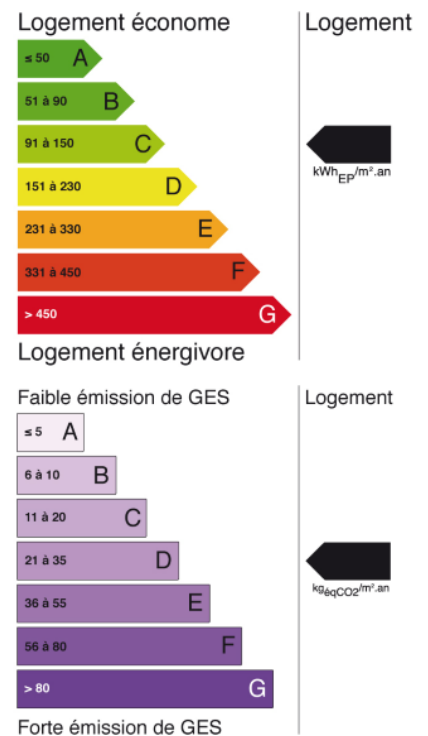 Logement économe
Logement
≤ 50 A
51 à 90 B
91 à 150 C
kWhEP/m².an
151 à 230 D
231 à 330 E
331 à 450 F
> 450 G
Logement énergivore
Faible émission de GES
Logement
≤ 5 A
6 à 10 B
11 à 20 C
21 à 35 D
kgéqCO2/m².an
36 à 55 E
56 à 80 F
> 80 G
Forte émission de GES